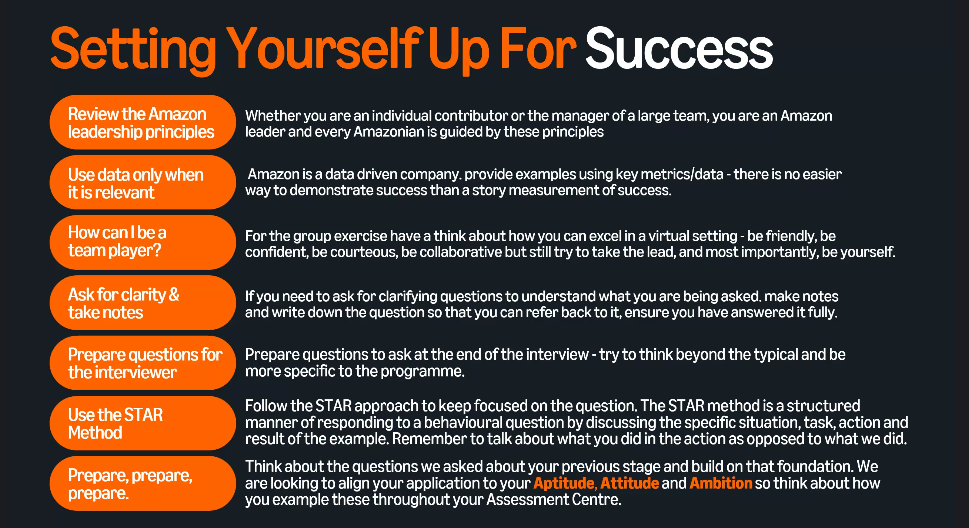 Setting Yourself Up For Success
Review the Amazon
leadership principles
Whether you are an individual contributor or the manager of a large team, you are an Amazon
leader and every Amazonian is guided by these principles
Use data only when
it is relevant
Amazon is a data driven company. provide examples using key metrics/data - there is no easier
way to demonstrate success than a story measurement of success.
How can I be a
team player?
For the group exercise have a think about how you can excel in a virtual setting - be friendly, be
confident, be courteous, be collaborative but still try to take the lead, and most importantly, be yourself.
Ask for clarity &
take notes
If you need to ask for clarifying questions to understand what you are being asked. make notes
and write down the question so that you can refer back to it, ensure you have answered it fully.
Prepare questions for
the interviewer
Prepare questions to ask at the end of the interview - try to think beyond the typical and be
more specific to the programme.
Use the STAR
Method
Follow the STAR approach to keep focused on the question. The STAR method is a structured
manner of responding to a behavioural question by discussing the specific situation, task, action and
result of the example. Remember to talk about what you did in the action as opposed to what we did.
Prepare, prepare,
prepare.
Think about the questions we asked about your previous stage and build on that foundation. We
are looking to align your application to your Aptitude, Attitude and Ambition so think about how
you example these throughout your Assessment Centre.